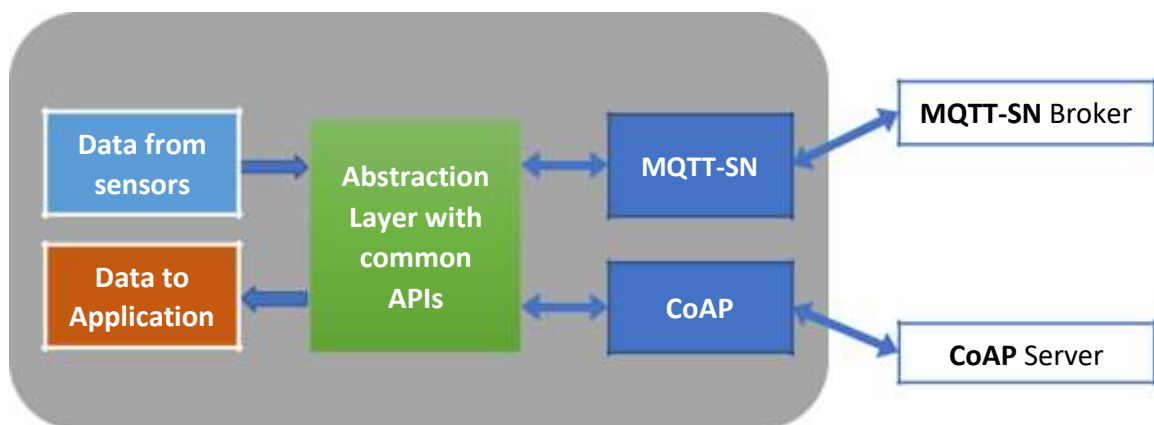 Data from
sensors
Data to
Application
Abstraction
Layer with
common
APIs
MQTT-SN
CoAP
MQTT-SN Broker
CoAP Server